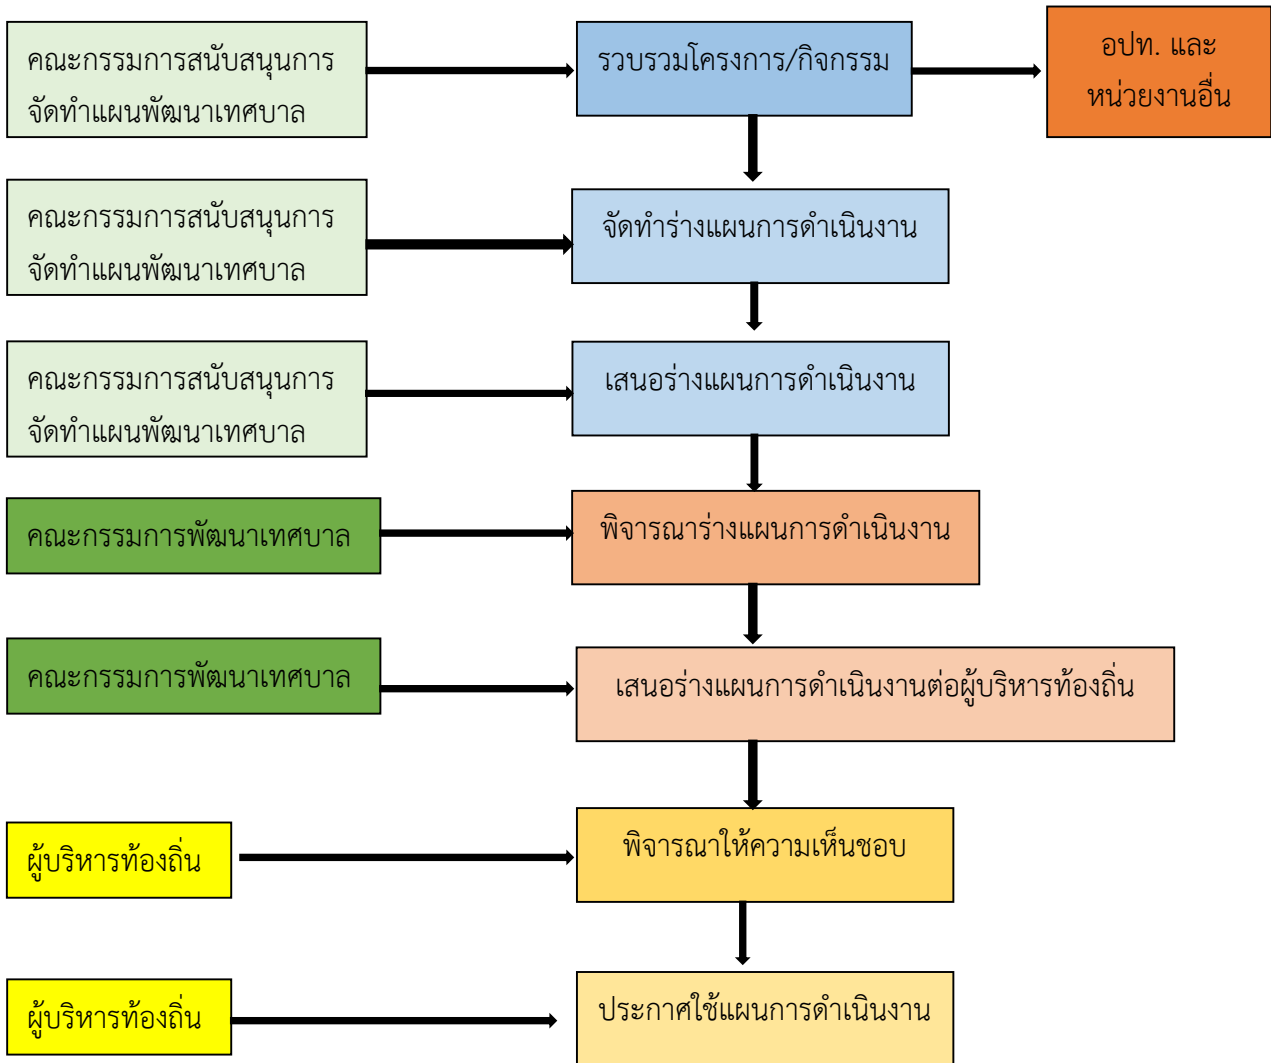 คณะกรรมการสนับสนุนการ
จัดทำแผนพัฒนาเทศบาล
รวบรวมโครงการ/กิจกรรม
อปท. และ
หน่วยงานอื่น
คณะกรรมการสนับสนุนการ
จัดทำแผนพัฒนาเทศบาล
จัดทำร่างแผนการดำเนินงาน
คณะกรรมการสนับสนุนการ
จัดทำแผนพัฒนาเทศบาล
เสนอร่างแผนการดำเนินงาน
คณะกรรมการพัฒนาเทศบาล
พิจารณาร่างแผนการดำเนินงาน
คณะกรรมการพัฒนาเทศบาล
เสนอร่างแผนการดำเนินงานต่อผู้บริหารท้องถิ่น
ผู้บริหารท้องถิ่น
พิจารณาให้ความเห็นชอบ
ผู้บริหารท้องถิ่น
ประกาศใช้แผนการดำเนินงาน